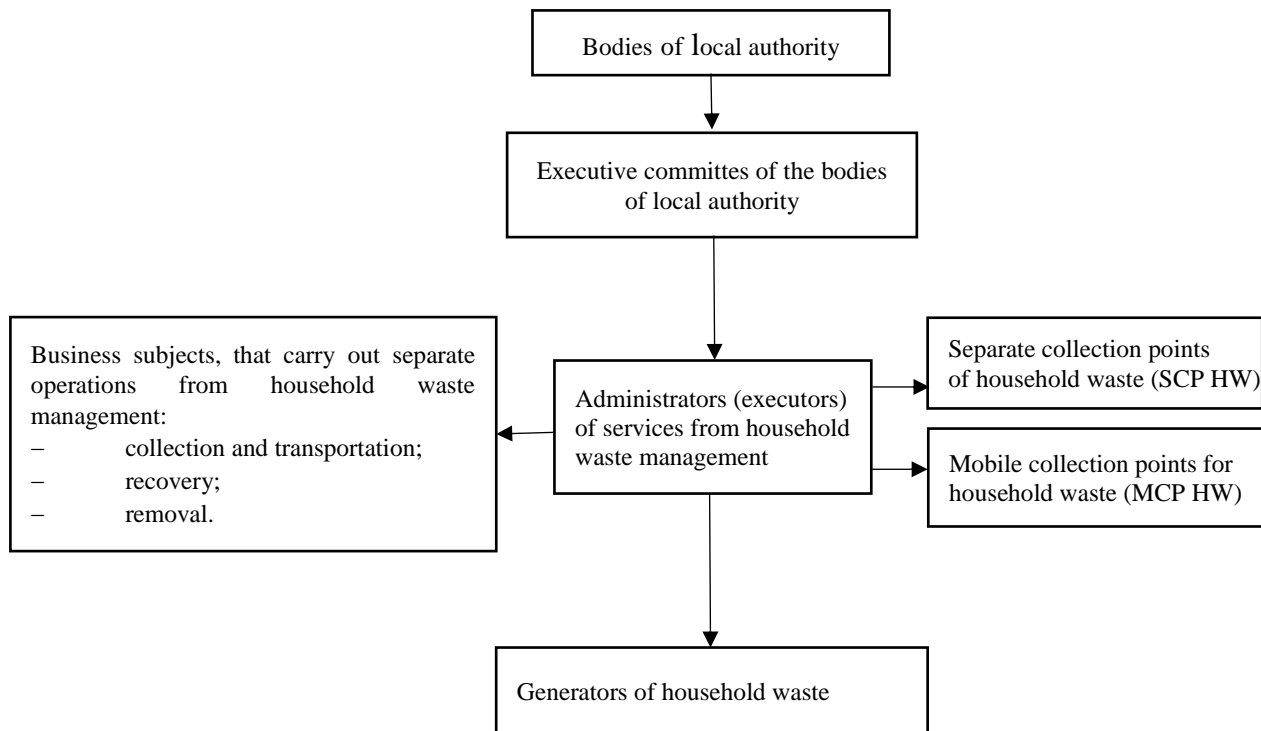 Bodies of local authority
Executive committes of the bodies
of local authority
Business subjects, that carry out separate
operations from household waste
management:
– collection and transportation;
– recovery;
– removal.
Administrators (executors)
of services from household
waste management
Separate collection points
of household waste (SCP HW)
Mobile collection points for
household waste (MCP HW)
Generators of household waste